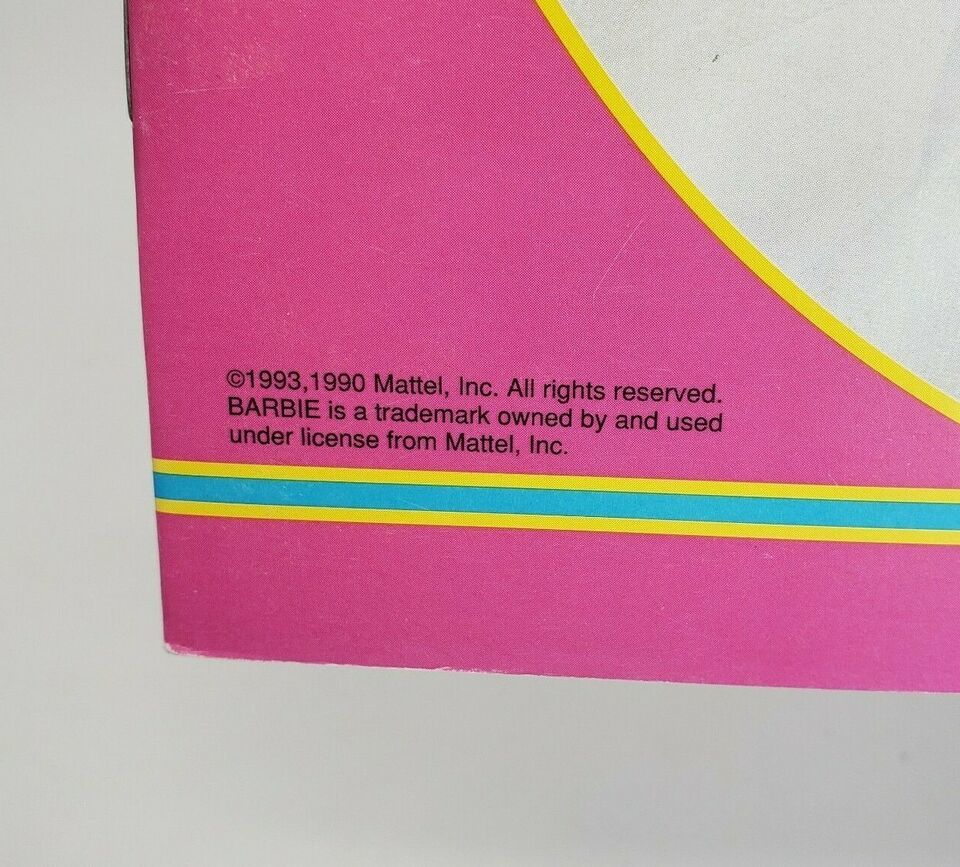 ©1993,1990 Mattel, Inc. All rights reserved.
BARBIE is a trademark owned by and used
under license from Mattel, Inc.